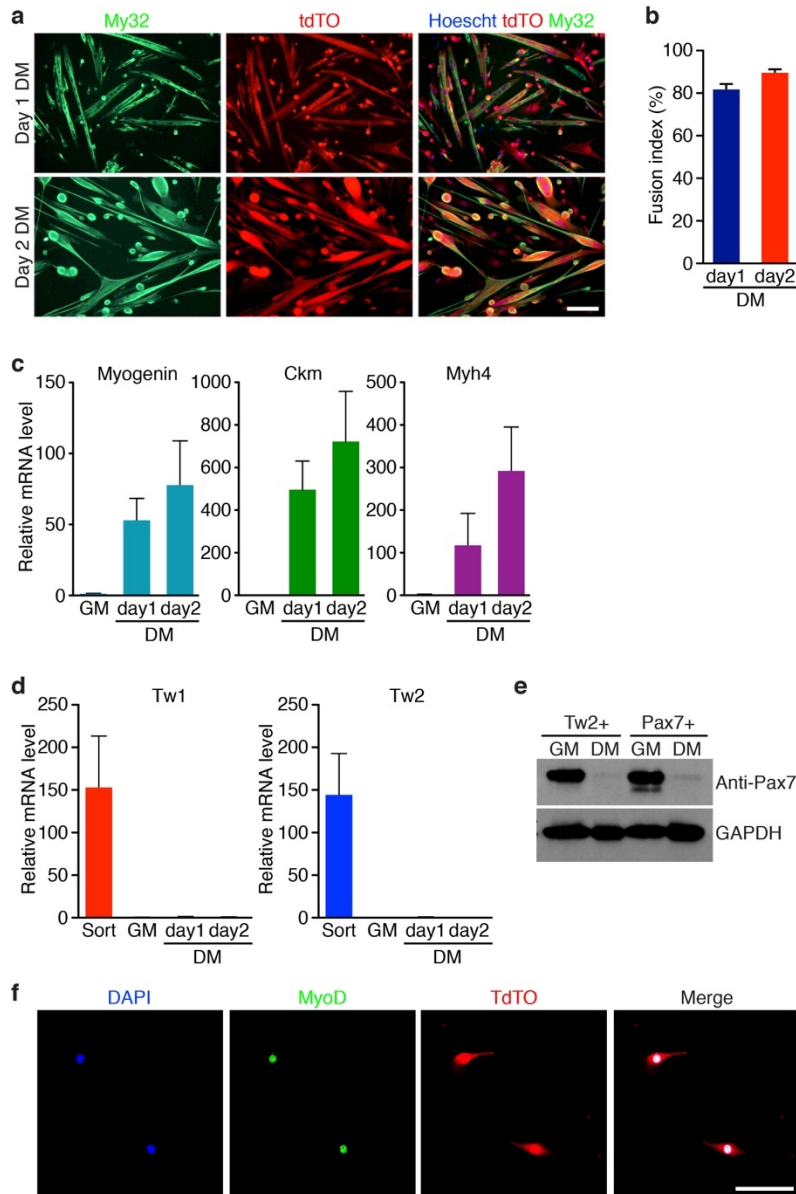 a
My32 tdTO Hoescht tdTO My32
Day 1 DM
Day 2 DM
b
Fusion index (%)
100
80
60
40
20
0
day1 day2
DM
c
Relative mRNA level
Myogenin
150
100
50
0
GM day1 day2
DM
Ckm
1000
800
600
400
200
0
GM day1 day2
DM
Myh4
500
400
300
200
100
0
GM day1 day2
DM
d
Tw1
Relative mRNA level
250
200
150
100
50
0
Sort GM day1 day2
DM
Tw2
Relative mRNA level
250
200
150
100
50
0
Sort GM day1 day2
DM
e
Tw2+ Pax7+
GM DM GM DM
Anti-Pax7
GAPDH
f
DAPI MyoD TdTO Merge